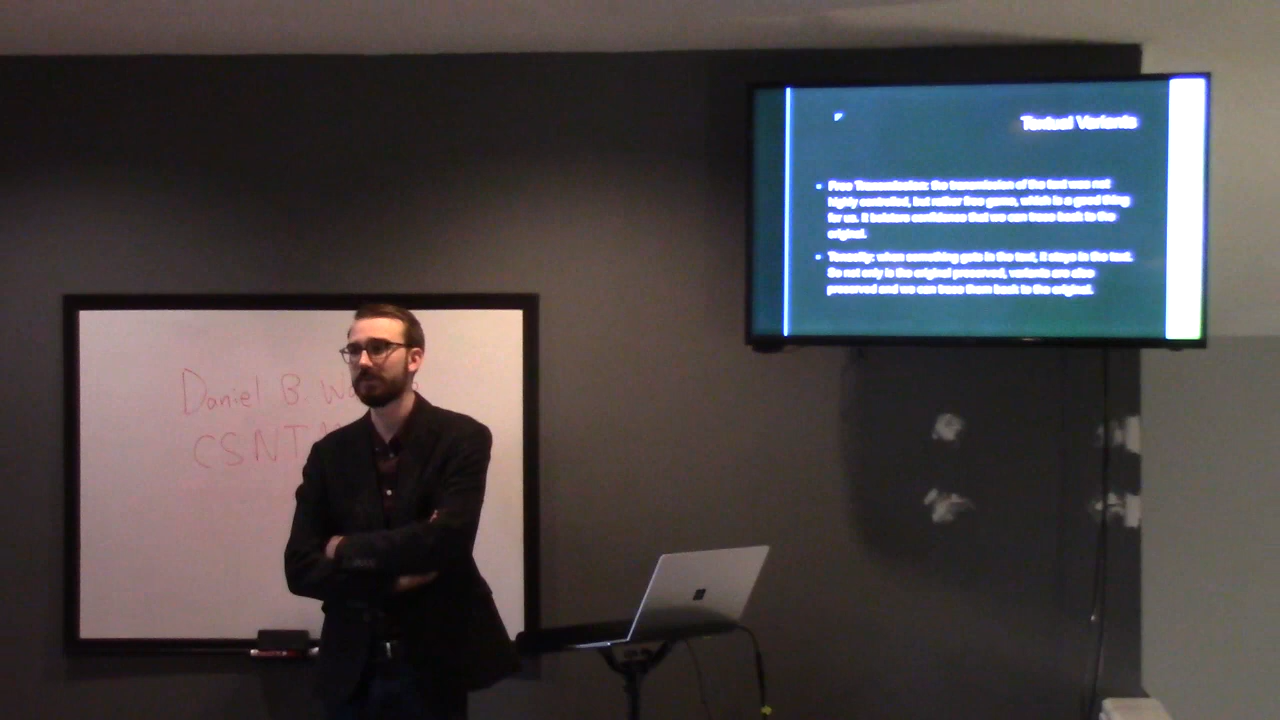 Textual Variants
Free Transmission: the transmission of the text was not
highly controlled, but rather free game, which is a good thing
for us. It bolsters confidence that we can trace back to the
original.
Tenacity: when something gets in the text, it stays in the text.
So not only is the original preserved, variants are also
preserved and we can trace them back to the original.
Daniel B.
CSNT